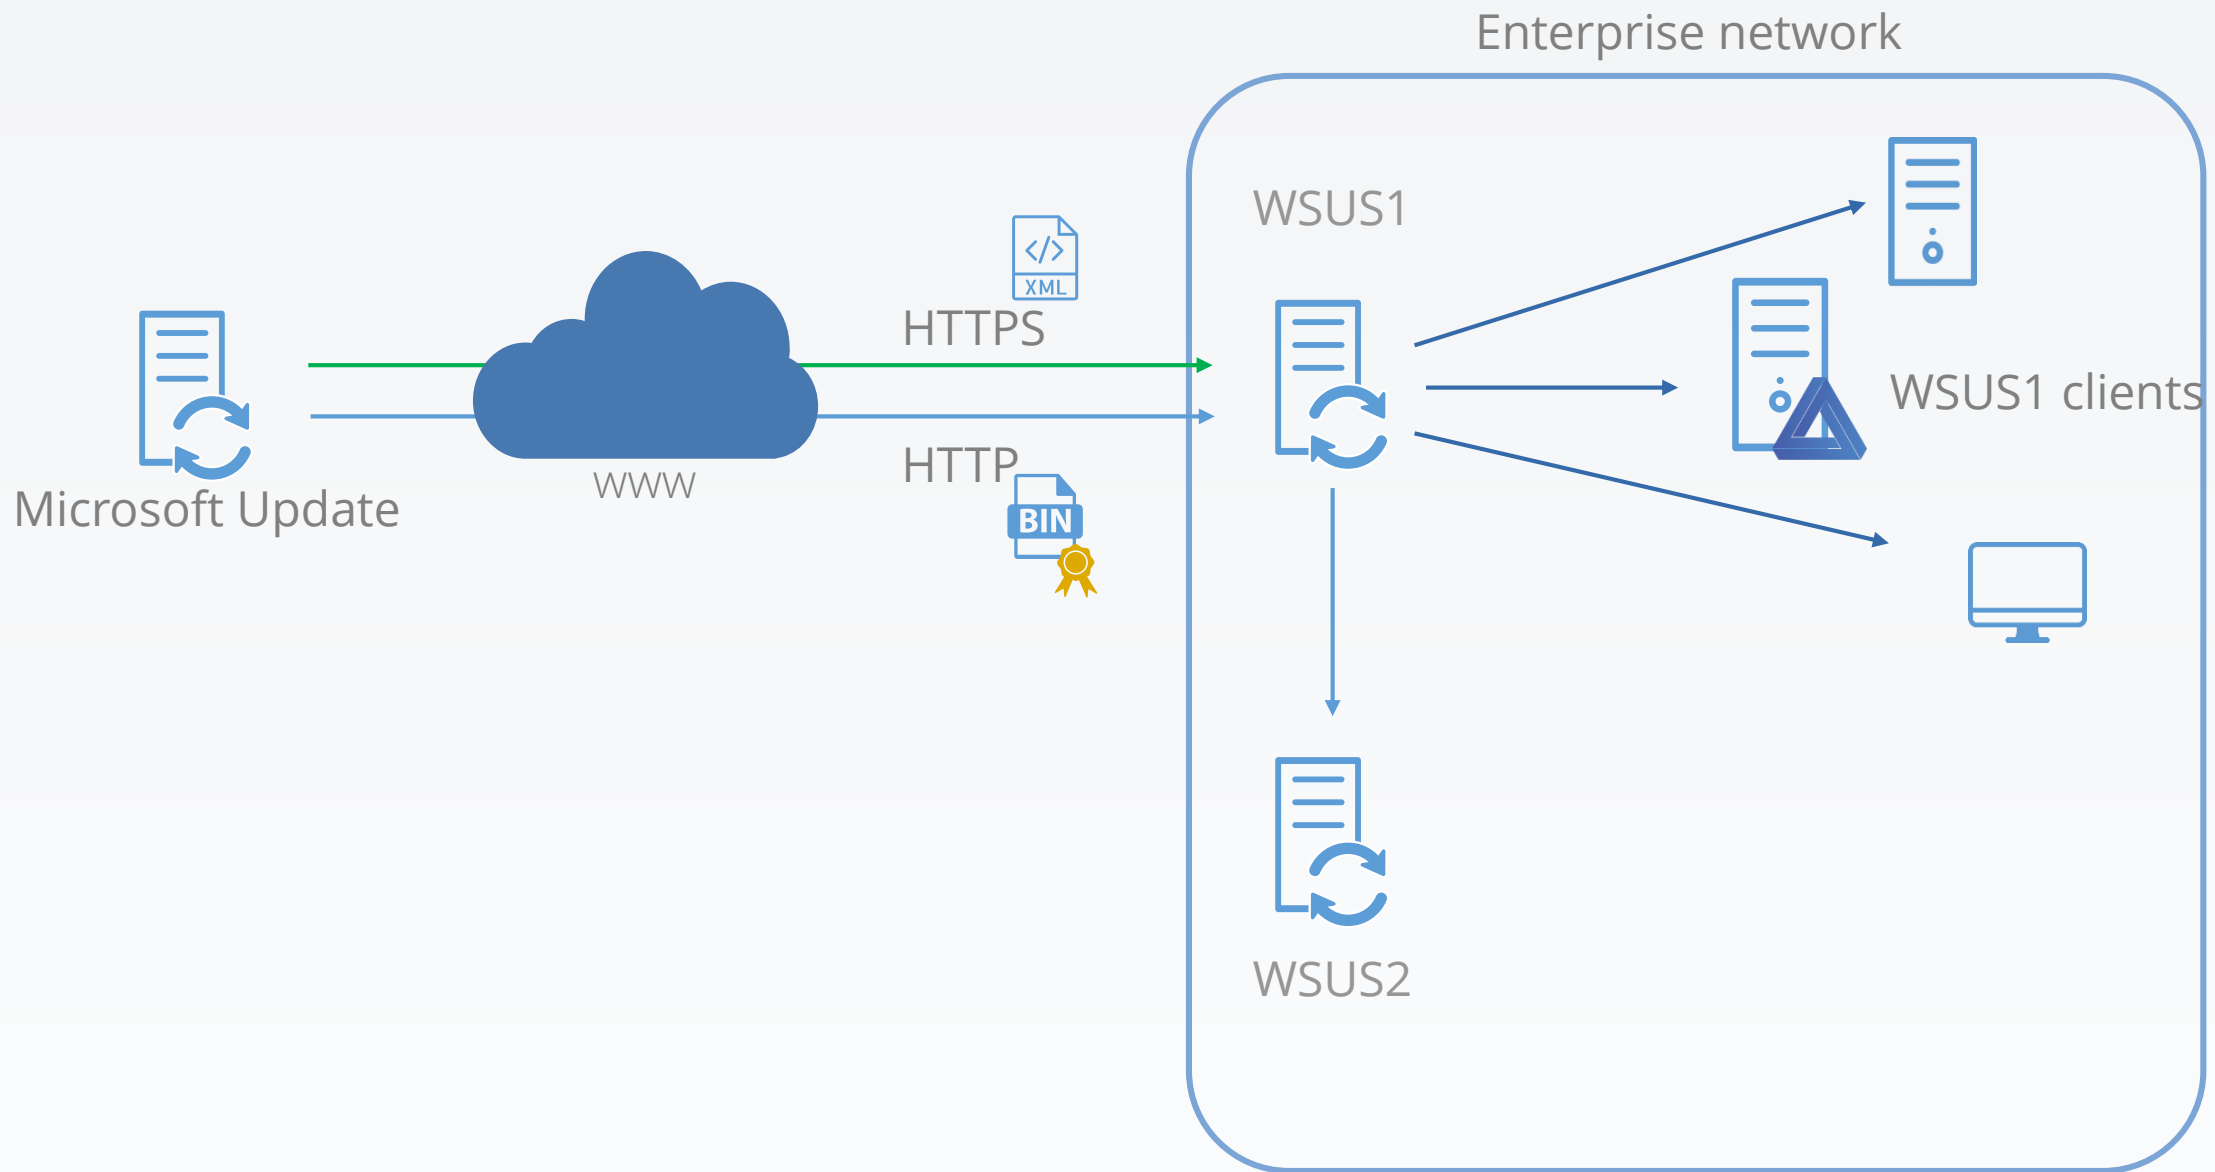 Enterprise network
WSUS1
XML
HTTPS
WSUS1 clients
HTTP
WWW
Microsoft Update
BIN
WSUS2